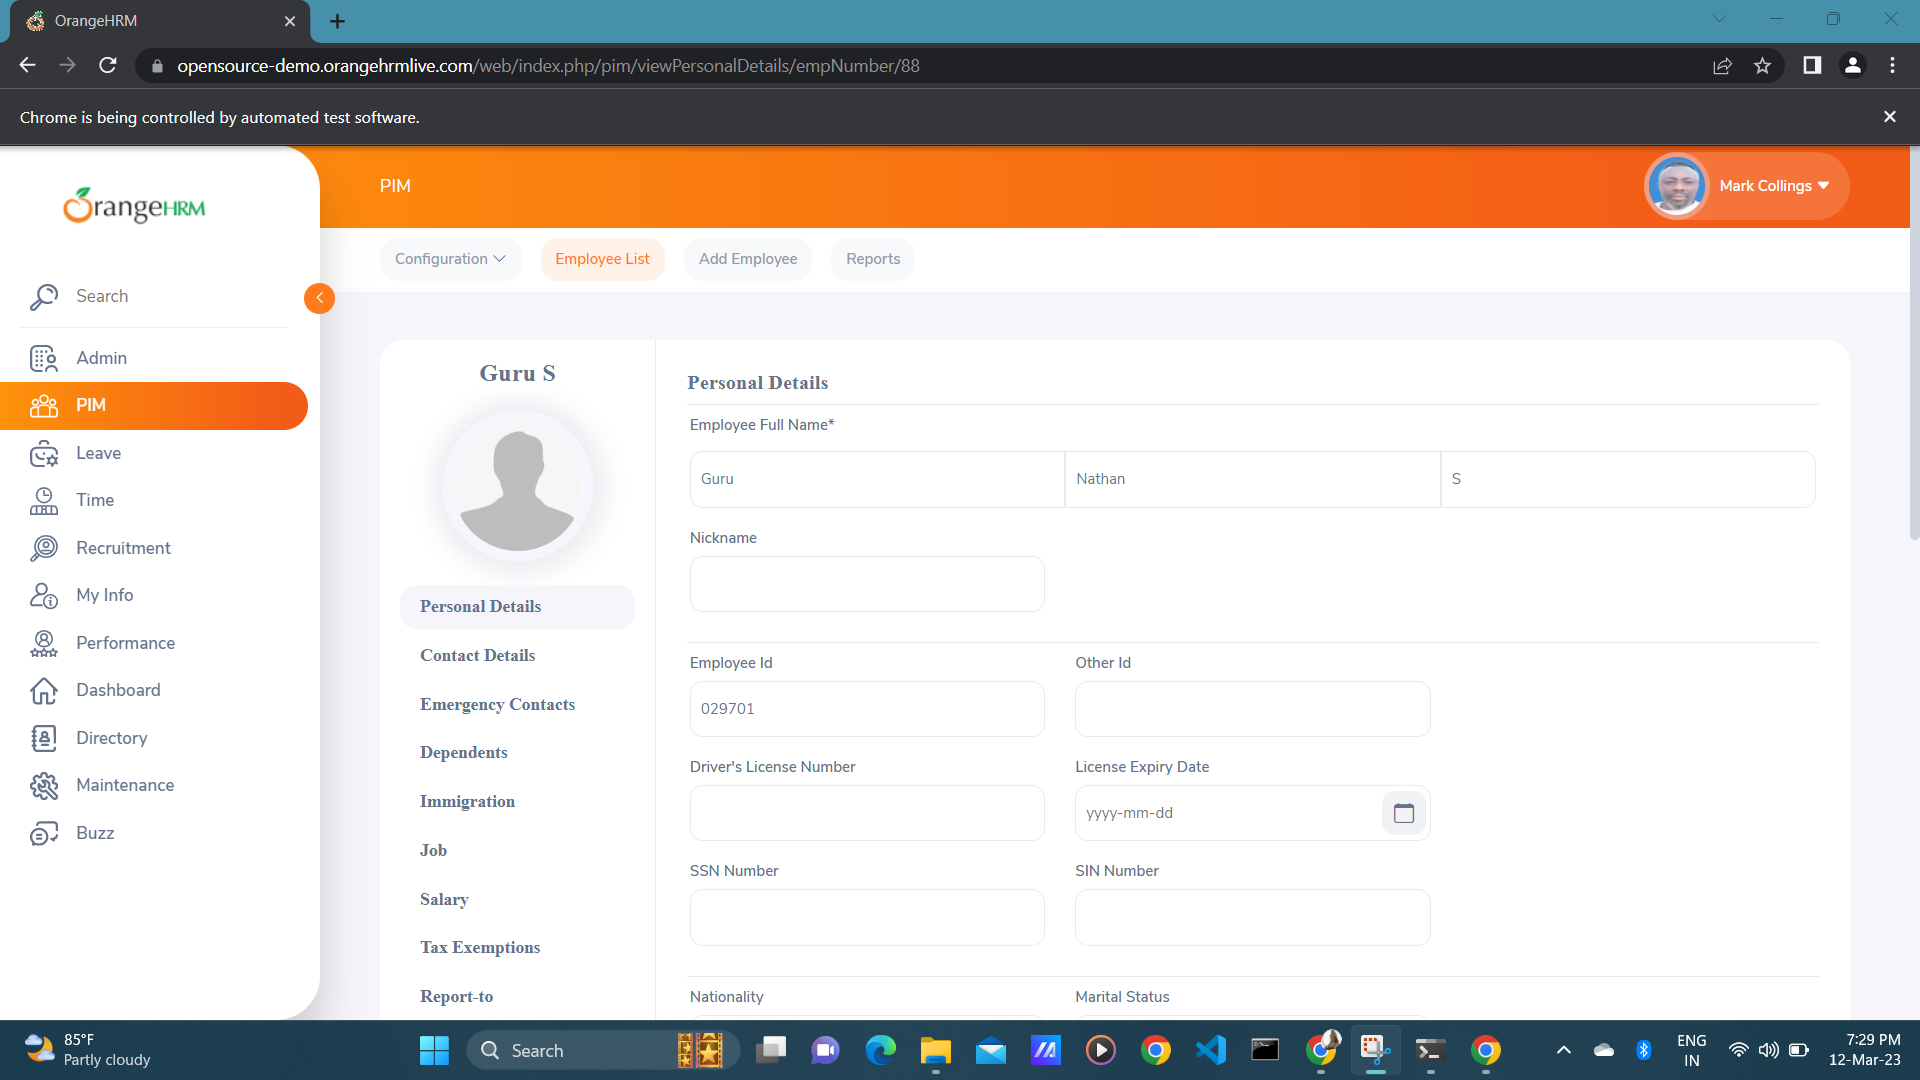 OrangeHRM
opensource-demo.orangehrmlive.com/web/index.php/pim/viewPersonalDetails/empNumber/88
Chrome is being controlled by automated test software.
OrangeHRM
PIM
Mark Collings
Configuration
Employee List
Add Employee
Reports
Search
Admin
PIM
Leave
Time
Recruitment
My Info
Performance
Dashboard
Directory
Maintenance
Buzz
Guru S
Personal Details
Contact Details
Emergency Contacts
Dependents
Immigration
Job
Salary
Tax Exemptions
Report-to
Personal Details
Employee Full Name*
Guru
Nathan
S
Nickname
Employee Id
Other Id
029701
Driver's License Number
License Expiry Date
yyyy-mm-dd
SSN Number
SIN Number
Nationality
Marital Status
85°F
Partly cloudy
Search
ENG
IN
7:29 PM
12-Mar-23